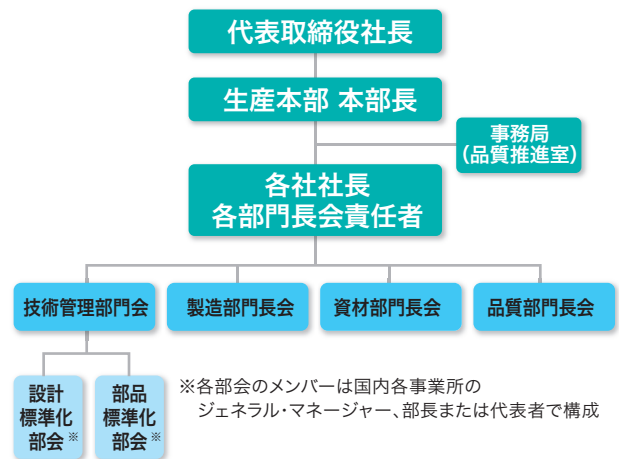 代表取締役社長
生産本部 本部長
事務局
(品質推進室)
各社社長
各部門長会責任者
技術管理部門会
製造部門長会
資材部門長会
品質部門長会
設計
標準化
部会※
部品
標準化
部会※
※各部会のメンバーは国内各事業所の
ジェネラル・マネージャー、部長または代表者で構成